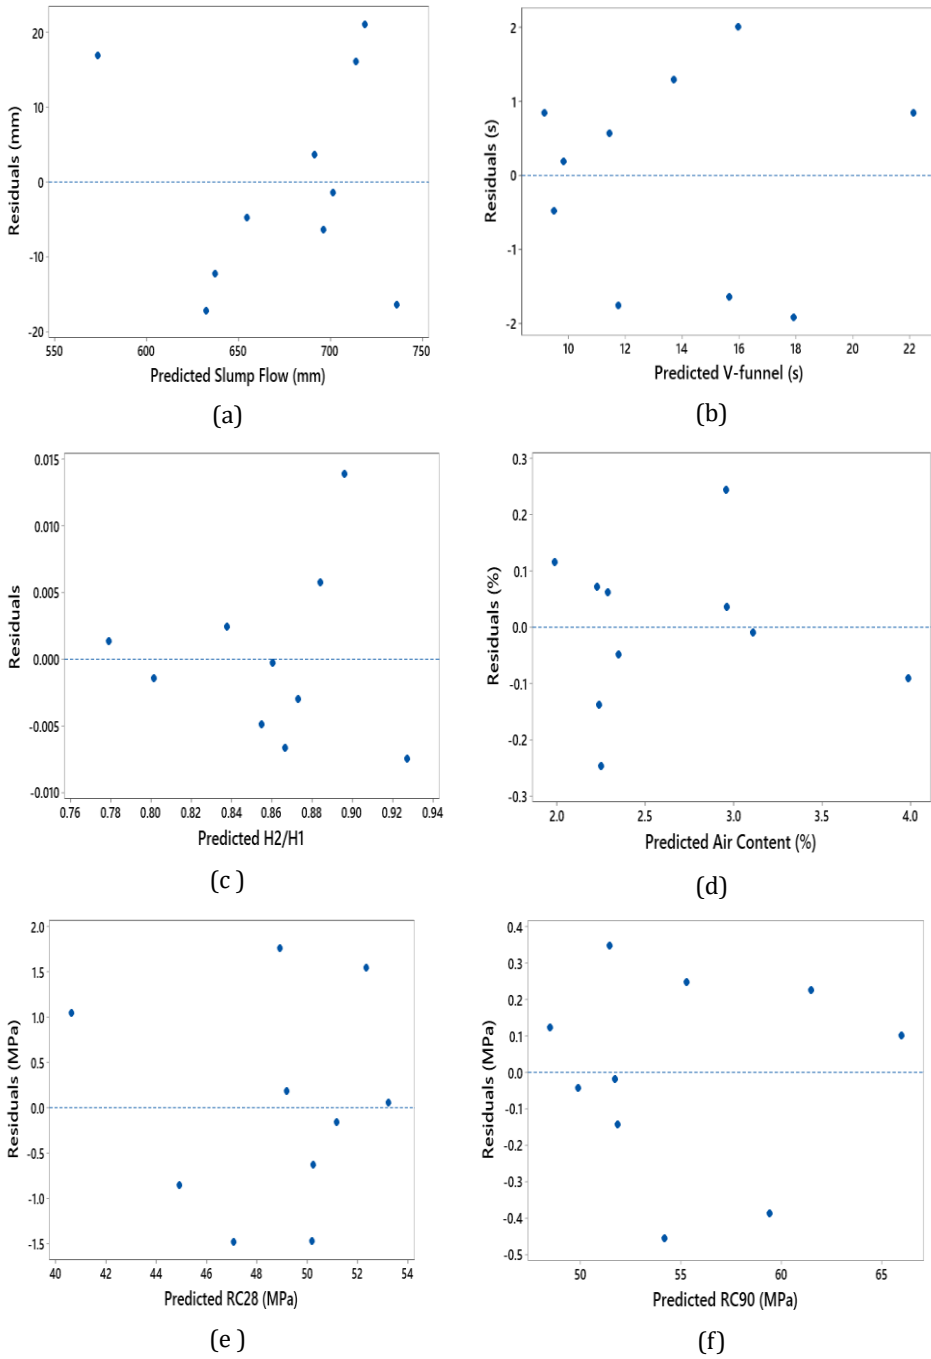 20
10
0
-10
-20
Residuals (mm)
550 600 650 700 750
Predicted Slump Flow (mm)
(a)
2
1
0
-1
-2
Residuals (s)
10 12 14 16 18 20 22
Predicted V-funnel (s)
(b)
0.015
0.010
0.005
0.000
-0.005
-0.010
Residuals
0.76 0.78 0.80 0.82 0.84 0.86 0.88 0.90 0.92 0.94
Predicted H2/H1
(c )
0.3
0.2
0.1
0.0
-0.1
-0.2
-0.3
Residuals (%)
2.0 2.5 3.0 3.5 4.0
Predicted Air Content (%)
(d)
2.0
1.5
1.0
0.5
0.0
-0.5
-1.0
-1.5
Residuals (MPa)
40 42 44 46 48 50 52 54
Predicted RC28 (MPa)
(e )
0.4
0.3
0.2
0.1
0.0
-0.1
-0.2
-0.3
-0.4
-0.5
Residuals (MPa)
50 55 60 65
Predicted RC90 (MPa)
(f)